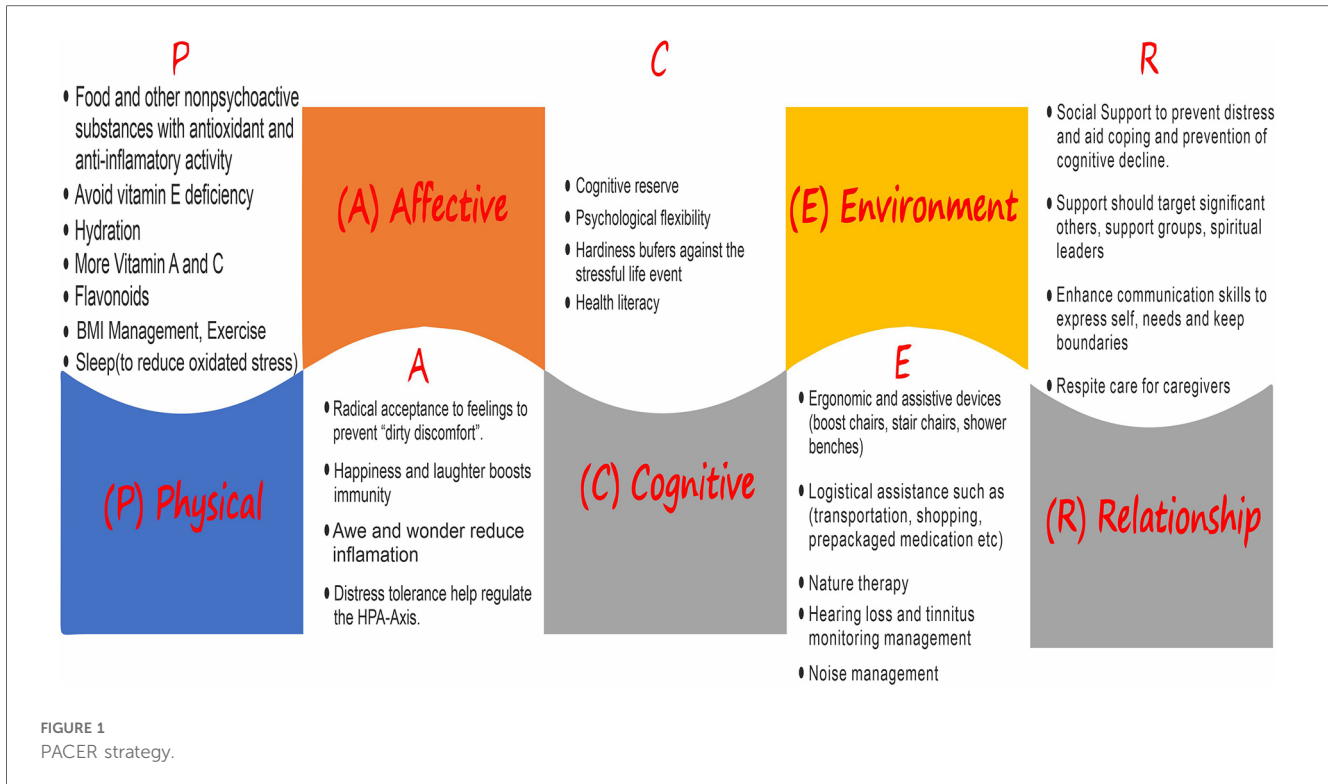 P
• Food and other nonpsychoactive
substances with antioxidant and
anti-inflamatory activity
• Avoid vitamin E deficiency
• Hydration
• More Vitamin A and C
• Flavonoids
• BMI Management, Exercise
• Sleep(to reduce oxidated stress)
(P) Physical
(A) Affective
A
• Radical acceptance to feelings to
prevent “dirty discomfort”.
• Happiness and laughter boosts
immunity
• Awe and wonder reduce
inflamation
• Distress tolerance help regulate
the HPA-Axis.
C
• Cognitive reserve
• Psychological flexibility
• Hardiness bufers against the
stressful life event
• Health literacy
(C) Cognitive
(E) Environment
E
• Ergonomic and assistive devices
(boost chairs, stair chairs, shower
benches)
• Logistical assistance such as
(transportation, shopping,
prepackaged medication etc)
• Nature therapy
• Hearing loss and tinnitus
monitoring management
• Noise management
R
• Social Support to prevent distress
and aid coping and prevention of
cognitive decline.
• Support should target significant
others, support groups, spiritual
leaders
• Enhance communication skills to
express self, needs and keep
boundaries
• Respite care for caregivers
(R) Relationship
FIGURE 1
PACER strategy.